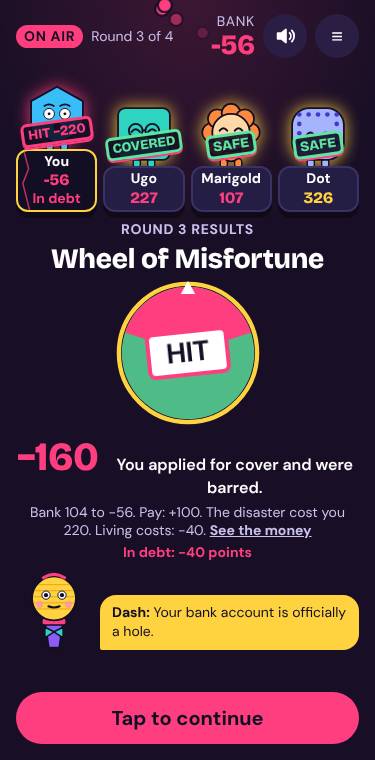 ON AIR
Round 3 of 4
BANK
-56
≡
HIT -220
COVERED
SAFE
SAFE
You
-56
In debt
Ugo
227
Marigold
107
Dot
326
ROUND 3 RESULTS
Wheel of Misfortune
HIT
-160
You applied for cover and were
barred.
Bank 104 to -56. Pay: +100. The disaster cost you
220. Living costs: -40. See the money
In debt: -40 points
Dash: Your bank account is officially
a hole.
Tap to continue